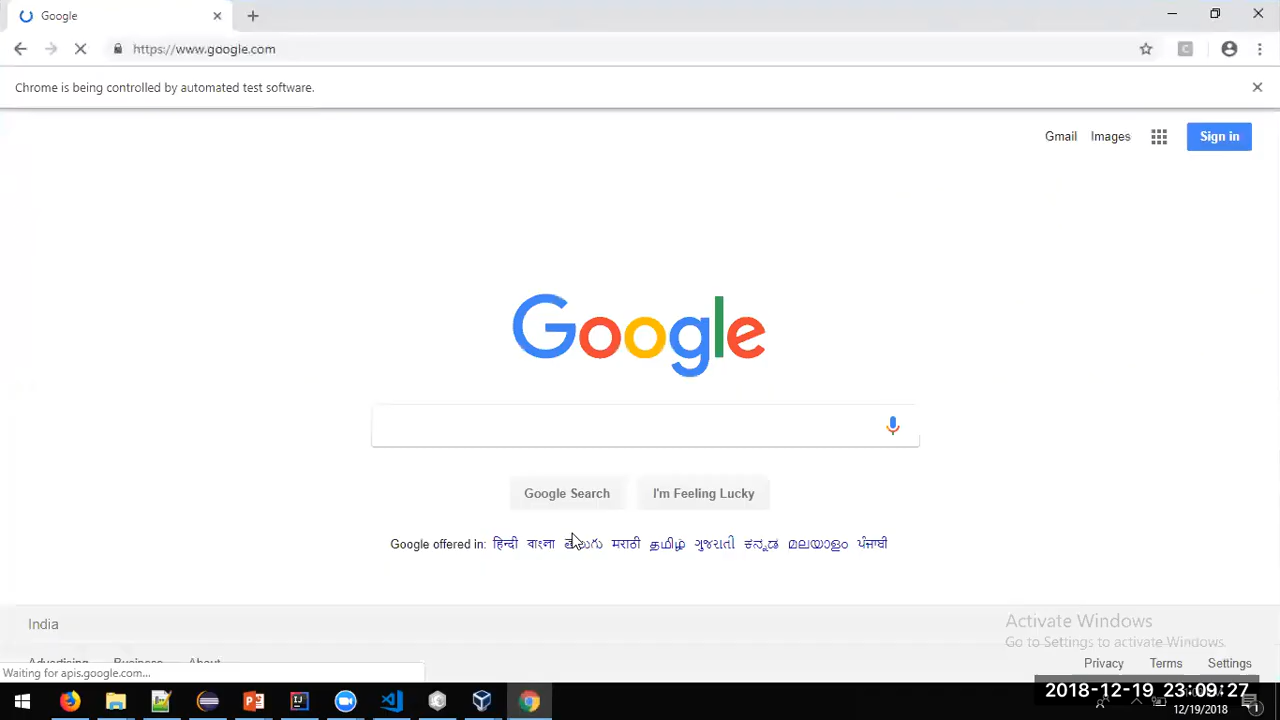 Google
https://www.google.com
Chrome is being controlled by automated test software.
Gmail Images Sign in
Google
Google Search I'm Feeling Lucky
Google offered in: हिन्दी বাংলা తెలుగు मराठी தமிழ் ગુજરાતી ಕನ್ನಡ മലയാളം ਪੰਜਾਬੀ
India
Activate Windows
Go to Settings to activate Windows.
Advertising Business About
Privacy Terms Settings
Waiting for apis.google.com...
2018-12-19 23:09:27
12/19/2018